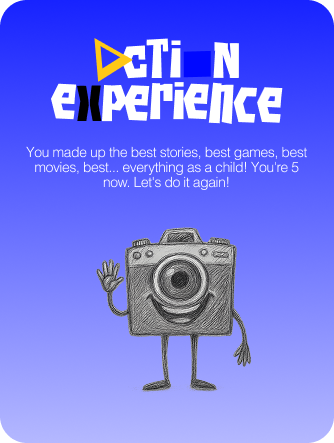 AcTiON
experience
You made up the best stories, best games, best
movies, best... everything as a child! You're 5
now. Let's do it again!